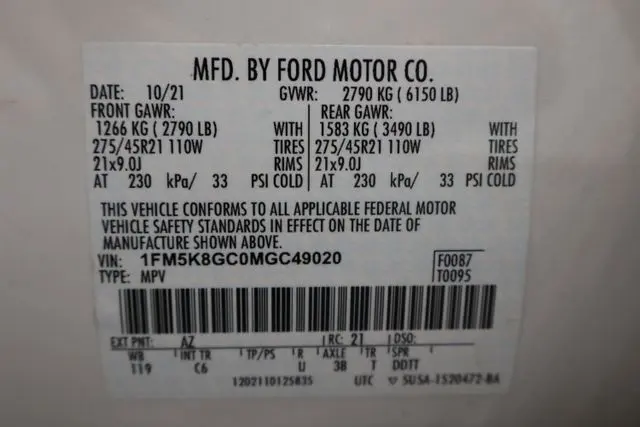 MFD. BY FORD MOTOR CO.
DATE: 10/21 GVWR: 2790 KG ( 6150 LB)
FRONT GAWR: REAR GAWR:
1266 KG ( 2790 LB) WITH 1583 KG ( 3490 LB) WITH
275/45R21 110W TIRES 275/45R21 110W TIRES
21x9.0J RIMS 21x9.0J RIMS
AT 230 kPa/ 33 PSI COLD AT 230 kPa/ 33 PSI COLD
THIS VEHICLE CONFORMS TO ALL APPLICABLE FEDERAL MOTOR
VEHICLE SAFETY STANDARDS IN EFFECT ON THE DATE OF
MANUFACTURE SHOWN ABOVE.
VIN: 1FM5K8GC0MGC49020 F0087
TYPE: MPV T0095
EXT PNT: AZ RC: 21 DSO:
WB INT TR TP/PS R AXLE TR SPR
119 C6 U 3B T DDTT
1202110125835 UTC 5USA-1520472-BA